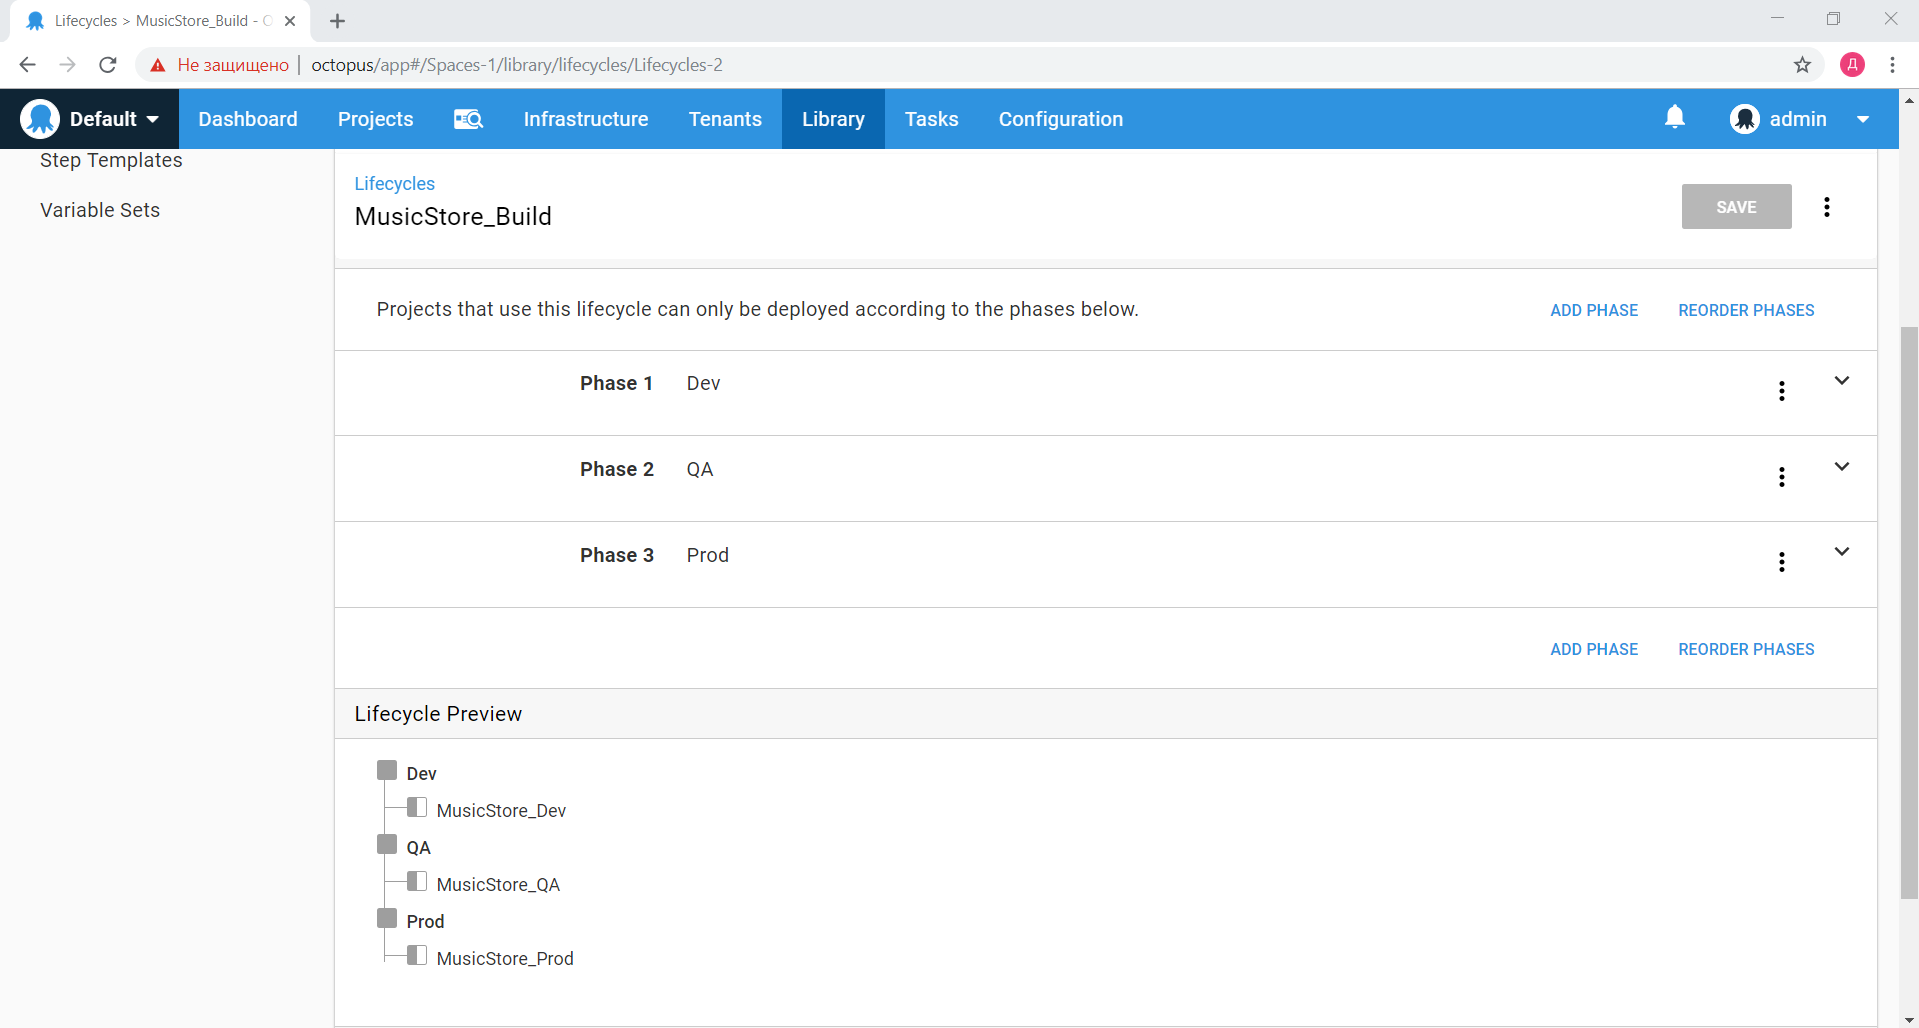 Lifecycles > MusicStore_Build - O
Не защищено | octopus/app#/Spaces-1/library/lifecycles/Lifecycles-2
Д
Default Dashboard Projects Infrastructure Tenants Library Tasks Configuration admin
Step Templates
Variable Sets
Lifecycles
MusicStore_Build
SAVE
Projects that use this lifecycle can only be deployed according to the phases below.
ADD PHASE REORDER PHASES
Phase 1 Dev
Phase 2 QA
Phase 3 Prod
ADD PHASE REORDER PHASES
Lifecycle Preview
Dev
MusicStore_Dev
QA
MusicStore_QA
Prod
MusicStore_Prod